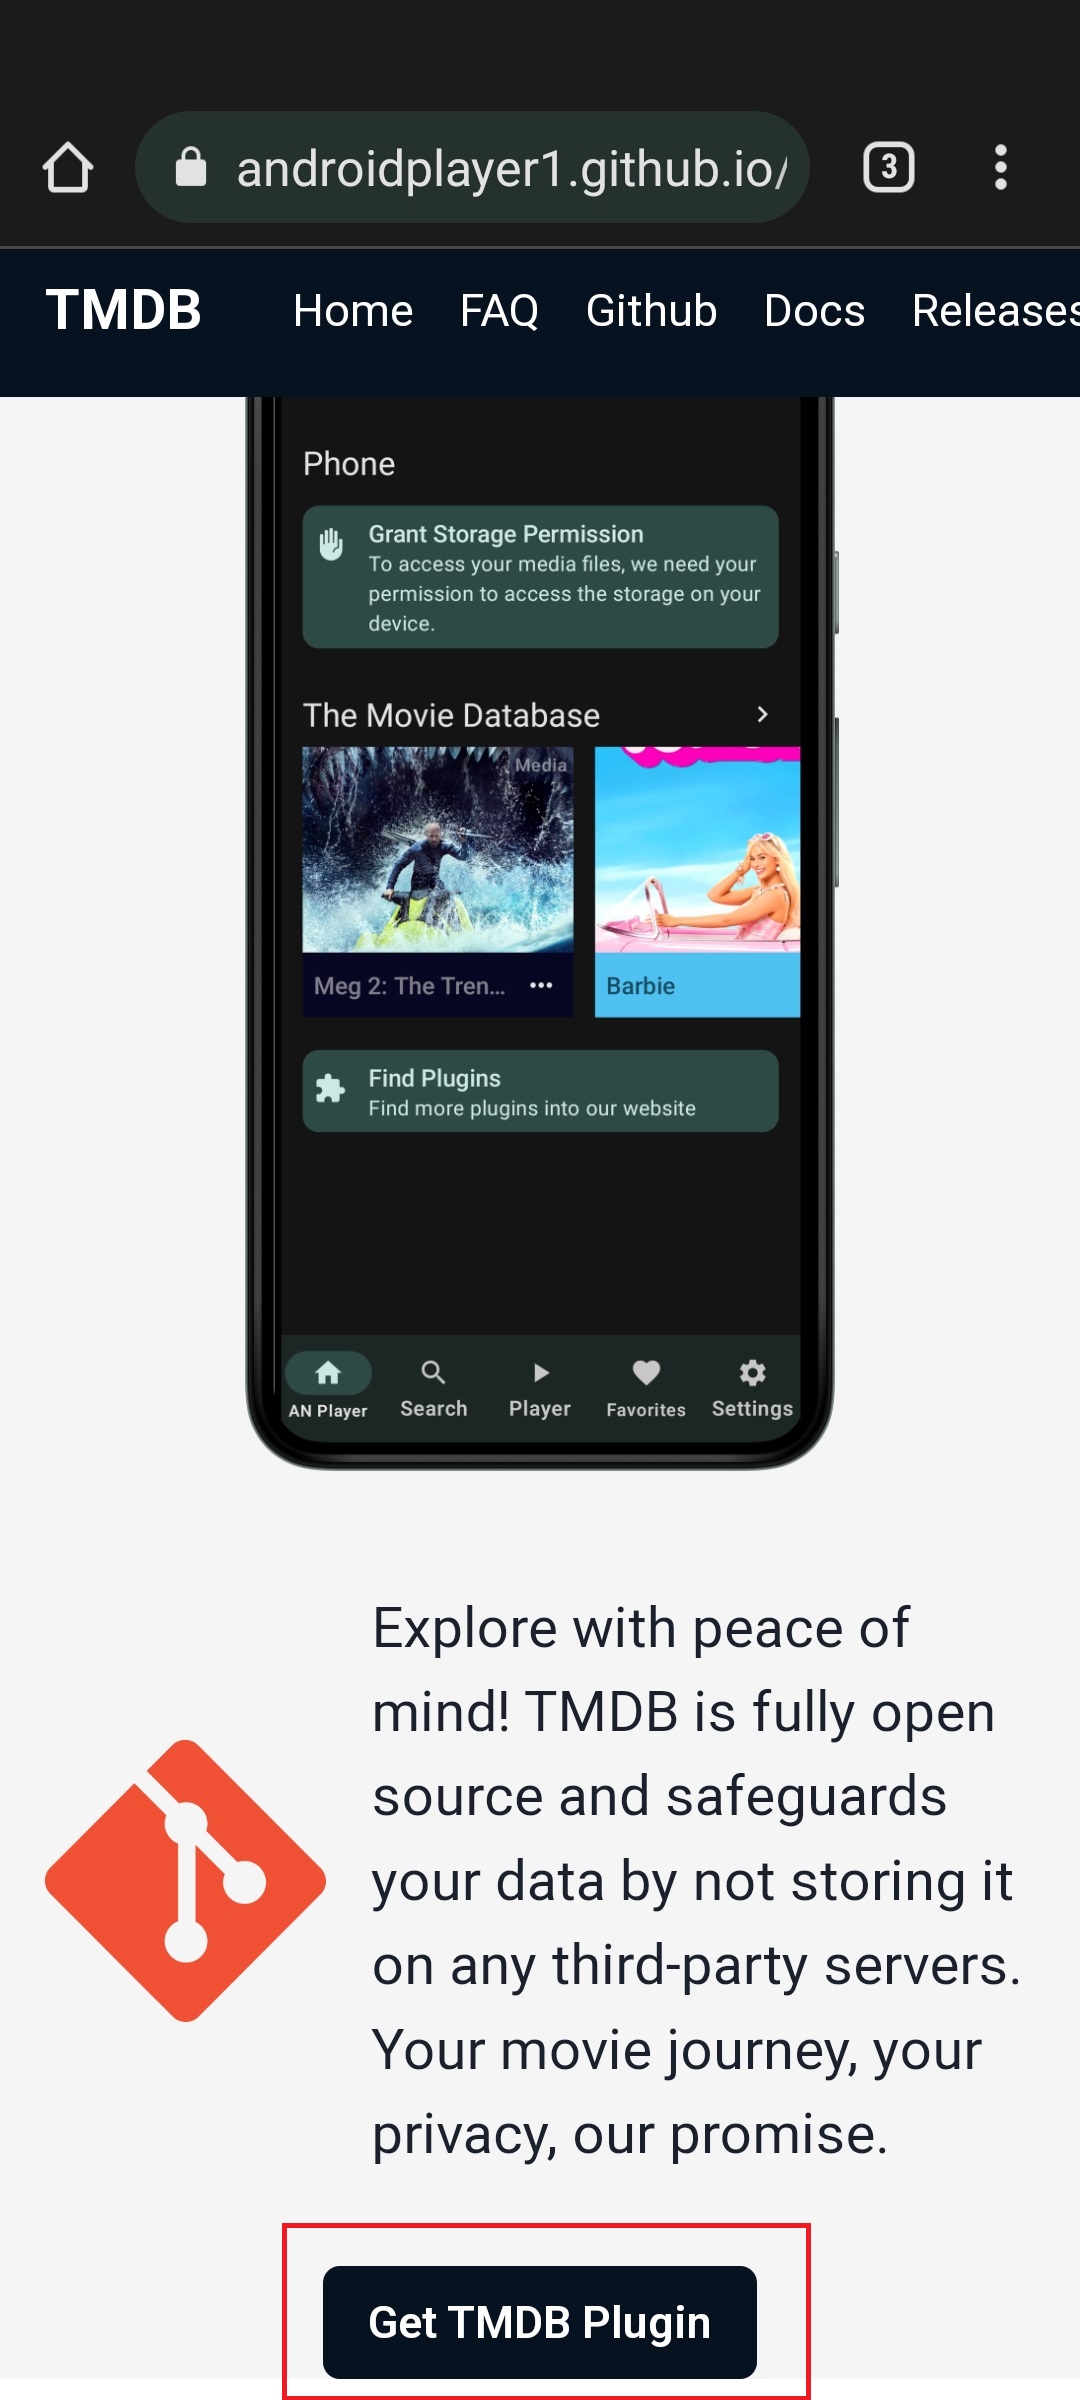 androidplayer1.github.io/
3
TMDB Home FAQ Github Docs Releases
Phone
Grant Storage Permission
To access your media files, we need your
permission to access the storage on your
device.
The Movie Database
Media
Meg 2: The Tren...
Barbie
Find Plugins
Find more plugins into our website
AN Player Search Player Favorites Settings
Explore with peace of
mind! TMDB is fully open
source and safeguards
your data by not storing it
on any third-party servers.
Your movie journey, your
privacy, our promise.
Get TMDB Plugin